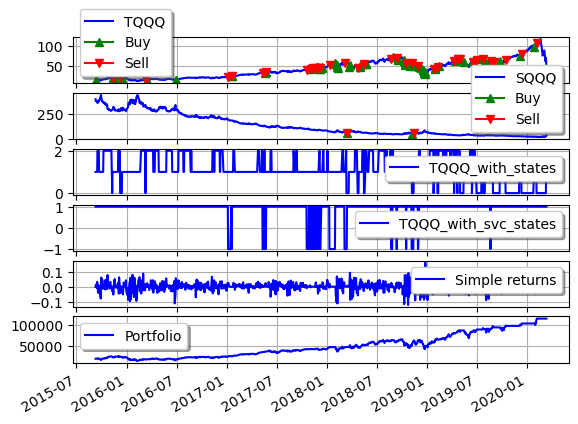 TQQQ
Buy
Sell
100
50
SQQQ
Buy
Sell
250
0
TQQQ_with_states
2
0
TQQQ_with_svc_states
1
0
−1
Simple returns
0.1
0.0
−0.1
Portfolio
100000
50000
2015-07
2016-01
2016-07
2017-01
2017-07
2018-01
2018-07
2019-01
2019-07
2020-01